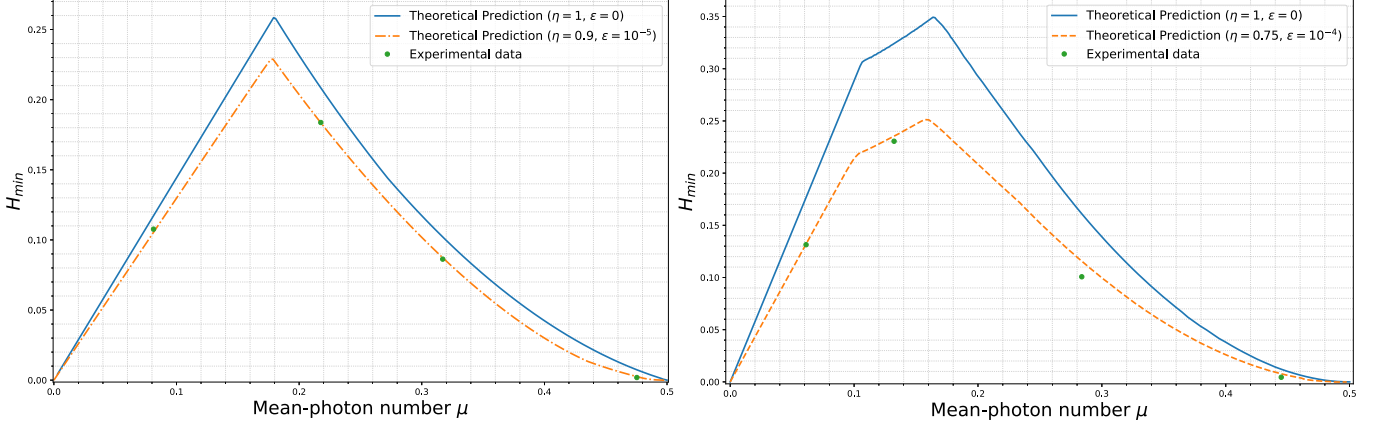 Theoretical Prediction (η = 1, ε = 0)
Theoretical Prediction (η = 0.9, ε = 10⁻⁵)
Experimental data
H_min
0.25
0.20
0.15
0.10
0.05
0.00
0.0 0.1 0.2 0.3 0.4 0.5
Mean-photon number μ
Theoretical Prediction (η = 1, ε = 0)
Theoretical Prediction (η = 0.75, ε = 10⁻⁴)
Experimental data
H_min
0.35
0.30
0.25
0.20
0.15
0.10
0.05
0.00
0.0 0.1 0.2 0.3 0.4 0.5
Mean-photon number μ